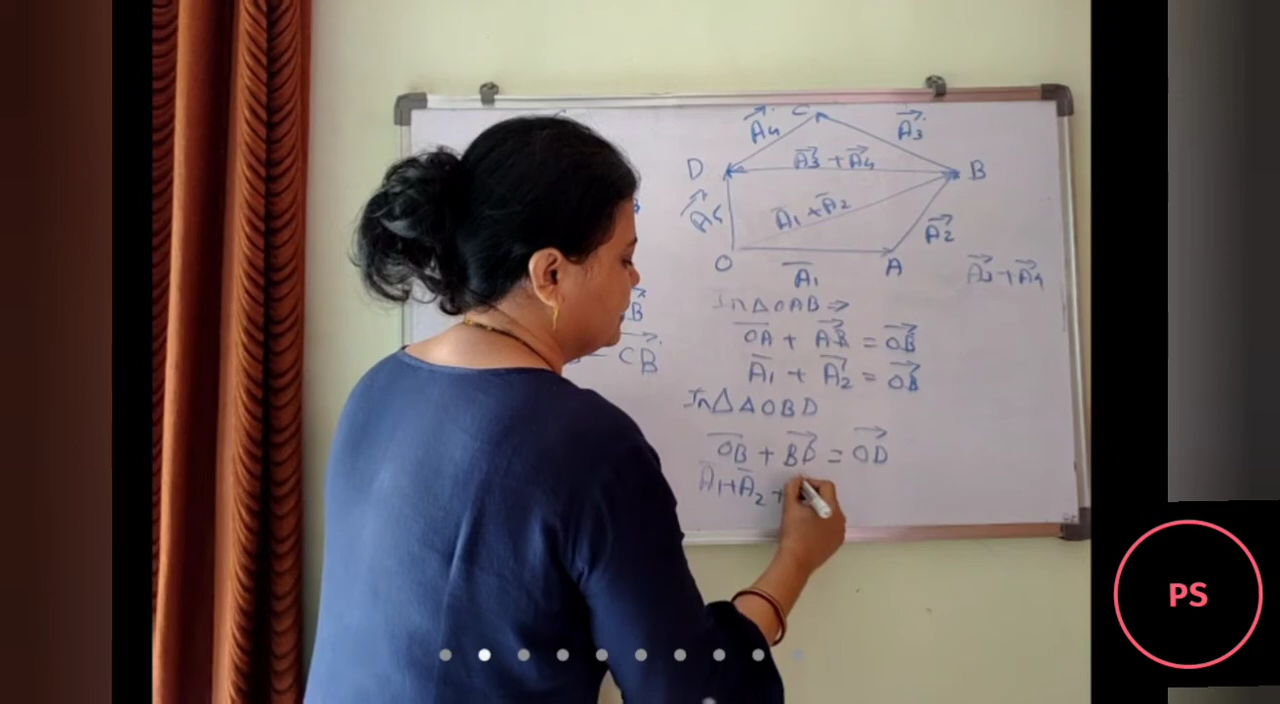 C
A₄ A₃
D A₃ + A₄ B
A₁ + A₂
A₂
O A₁ A
A₃ + A₄
In △ OAB ⇒
B OA + AB = OB
B A₁ + A₂ = OB
– CB
In △ △ OBD
OB + BD = OD
A₁ + A₂ +
PS